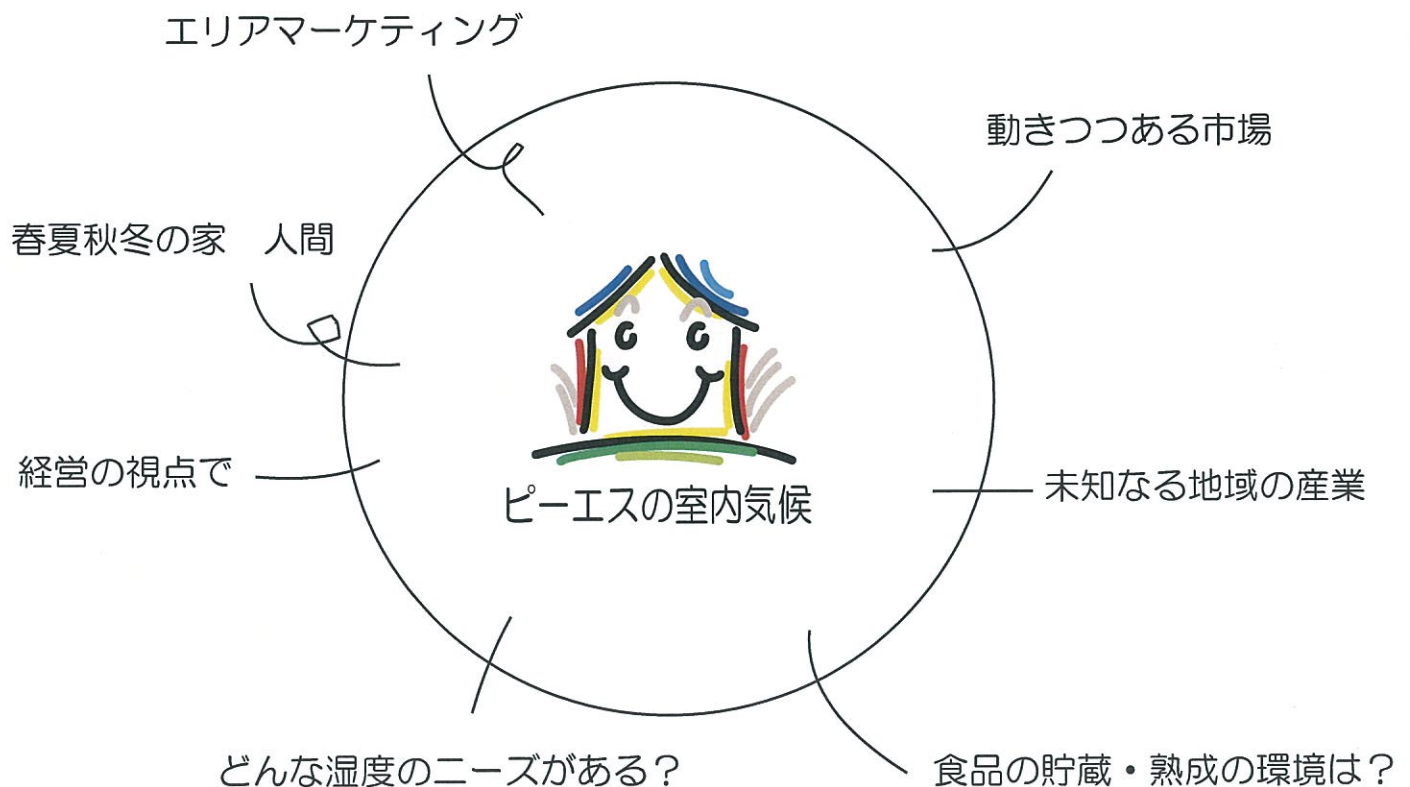 エリアマーケティング
動きつつある市場
春夏秋冬の家　人間
経営の視点で
ピーエスの室内気候
未知なる地域の産業
どんな湿度のニーズがある？
食品の貯蔵・熟成の環境は？